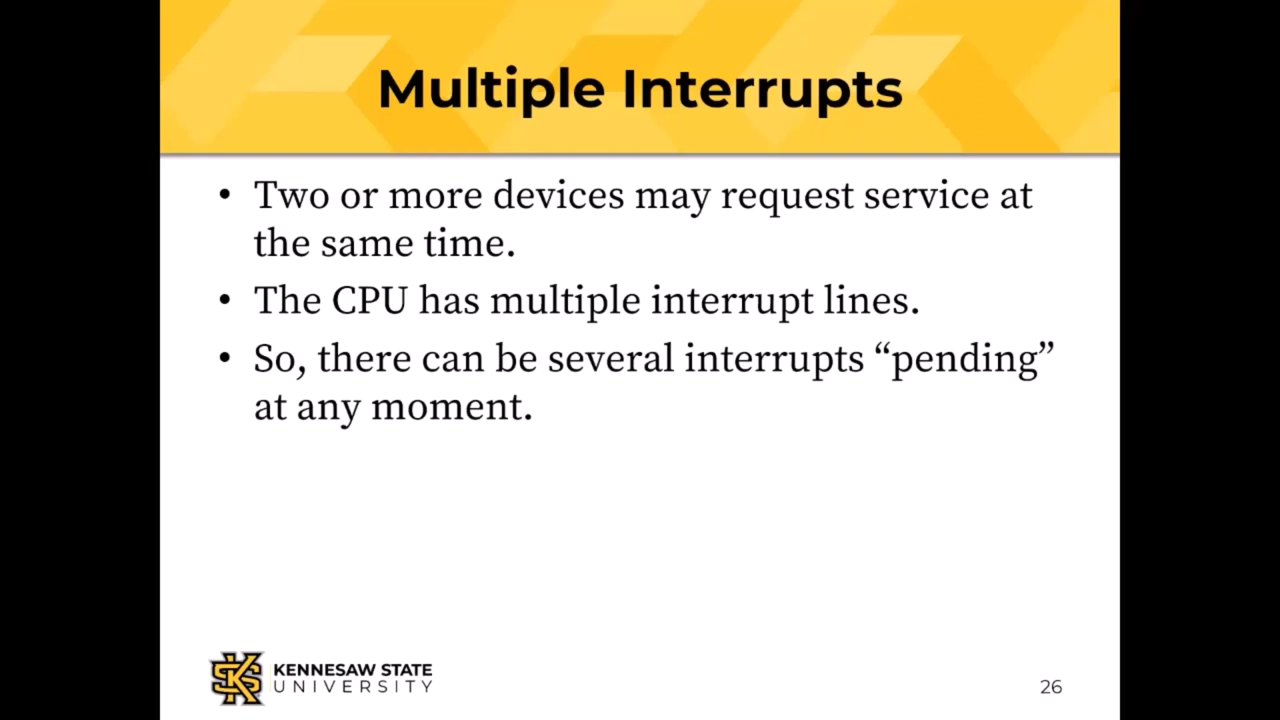 Multiple Interrupts
• Two or more devices may request service at
the same time.
• The CPU has multiple interrupt lines.
• So, there can be several interrupts “pending”
at any moment.
KENNESAW STATE
UNIVERSITY
26